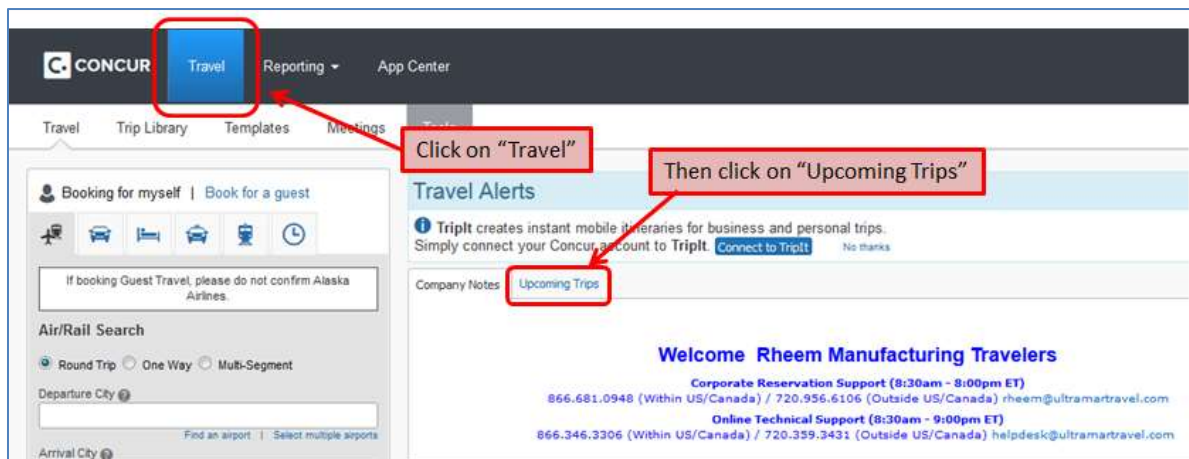 C. CONCUR Travel Reporting App Center
Travel Trip Library Templates Meetings Tools
Click on “Travel”
Then click on “Upcoming Trips”
Booking for myself | Book for a guest
If booking Guest Travel, please do not confirm Alaska
Airlines.
Air/Rail Search
Round Trip One Way Multi-Segment
Departure City
Find an airport | Select multiple airports
Arrival City
Travel Alerts
TripIt creates instant mobile itineraries for business and personal trips.
Simply connect your Concur account to TripIt. Connect to TripIt No thanks
Company Notes Upcoming Trips
Welcome Rheem Manufacturing Travelers
Corporate Reservation Support (8:30am - 8:00pm ET)
866.681.0948 (Within US/Canada) / 720.956.6106 (Outside US/Canada) rheem@ultramartravel.com
Online Technical Support (8:30am - 9:00pm ET)
866.346.3306 (Within US/Canada) / 720.359.3431 (Outside US/Canada) helpdesk@ultramartravel.com